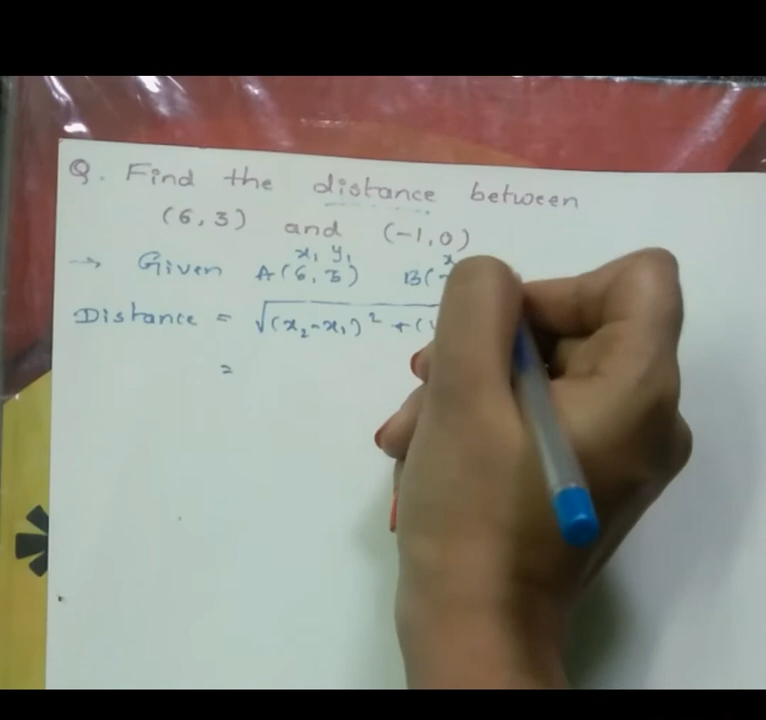 Q. Find the distance between
(6,3) and (-1,0)
x₁ y₁ x
→ Given A(6,3) B(
Distance = √(x₂-x₁)² + (
=